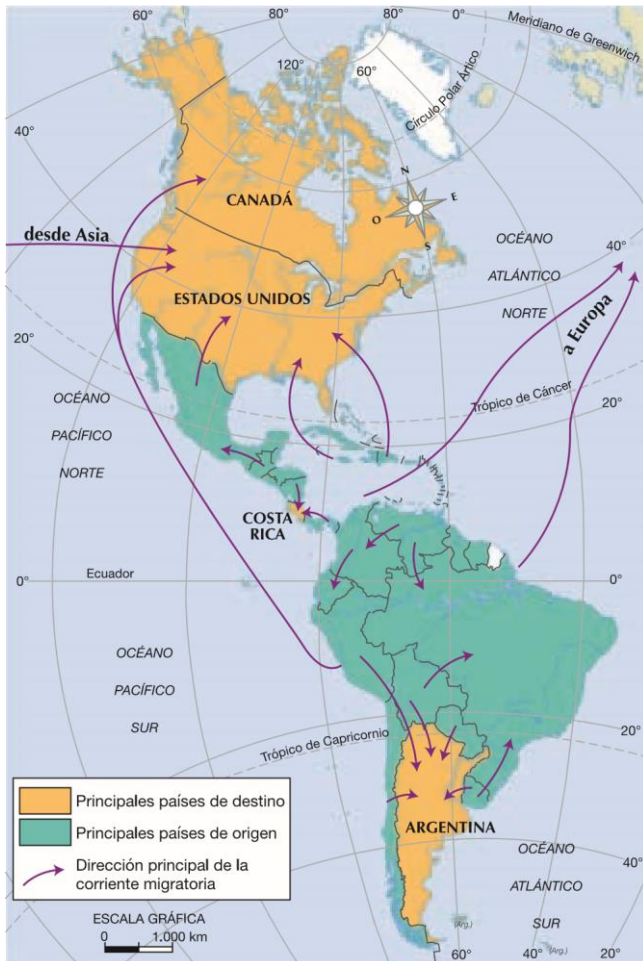 60°
80°
0°
Meridiano de Greenwich
120°
60°
Círculo Polar Ártico
40°
80°
N
E
S
O
CANADÁ
desde Asia
OCÉANO
ATLÁNTICO
NORTE
40°
ESTADOS UNIDOS
20°
a Europa
OCÉANO
PACÍFICO
NORTE
Trópico de Cáncer
20°
COSTA
RICA
Ecuador
0°
0°
OCÉANO
PACÍFICO
SUR
20°
Trópico de Capricornio
Principales países de destino
Principales países de origen
Dirección principal de la
corriente migratoria
ARGENTINA
OCÉANO
ATLÁNTICO
SUR
40°
ESCALA GRÁFICA
0 1.000 km
(Arg.)
(Arg.)
60°
40°
20°